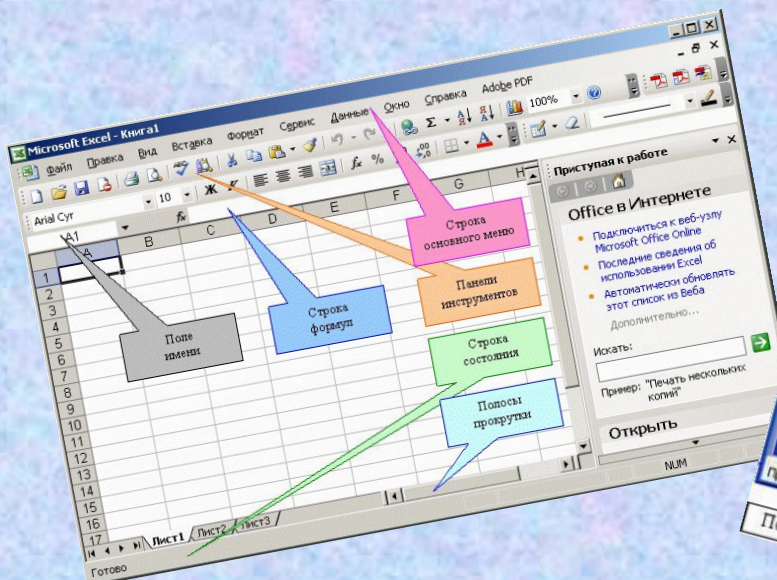 Microsoft Excel - Книга1
Файл Правка Вид Вставка Формат Сервис Данные Окно Справка Adobe PDF
100%
Arial Cyr 10 Ж К % ,00
A1 fx
A B C D E F G H
1
2
3
4
5
6
7
8
9
10
11
12
13
14
15
16
17
Строка
основного меню
Панели
инструментов
Строка
формул
Поле
имени
Строка
состояния
Полосы
прокрутки
Приступая к работе
Office в Интернете
Подключиться к веб-узлу
Microsoft Office Online
Последние сведения об
использовании Excel
Автоматически обновлять
этот список из Веба
Дополнительно...
Искать:
Пример: "Печать нескольких
копий"
Открыть
Лист1 Лист2 Лист3
Готово
NUM